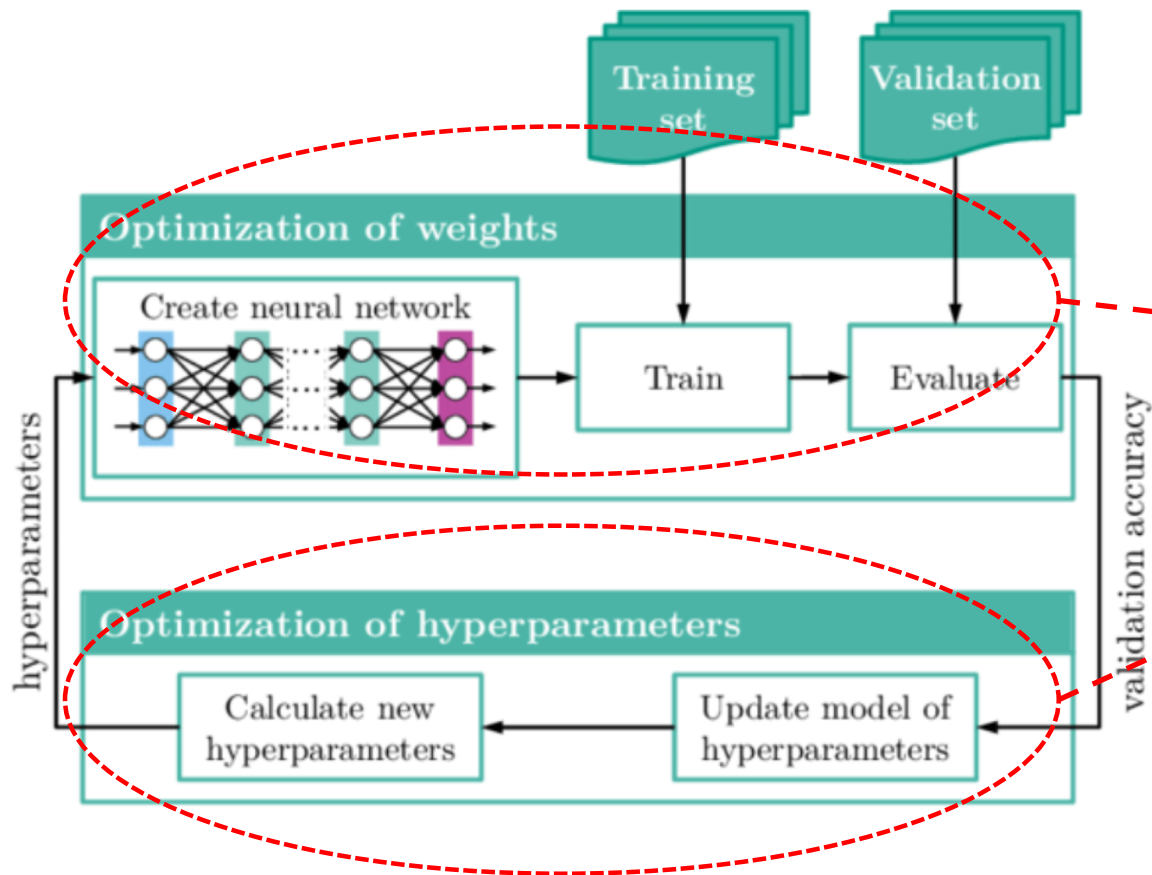 Training
set
Validation
set
Optimization of weights
Create neural network
Train
Evaluate
hyperparameters
validation accuracy
Optimization of hyperparameters
Calculate new
hyperparameters
Update model of
hyperparameters